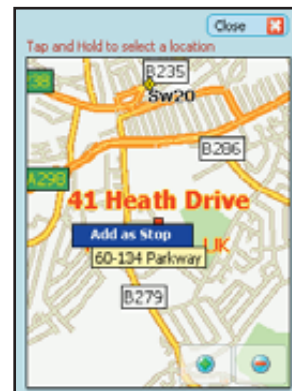 Close
Tap and Hold to select a location
B235
A238
Sw20
B286
A298
41 Heath Drive
Add as Stop
UK
60-134 Parkway
B279